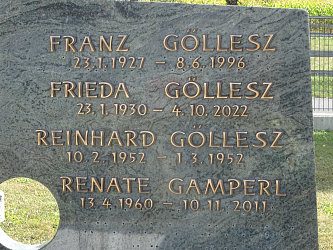 FRANZ GÖLLESZ
23.1.1927 – 8.6.1996
FRIEDA GÖLLESZ
23.1.1930 – 4.10.2022
REINHARD GÖLLESZ
10.2.1952 – 1.3.1952
RENATE GAMPERL
13.4.1960 – 10.11.2011